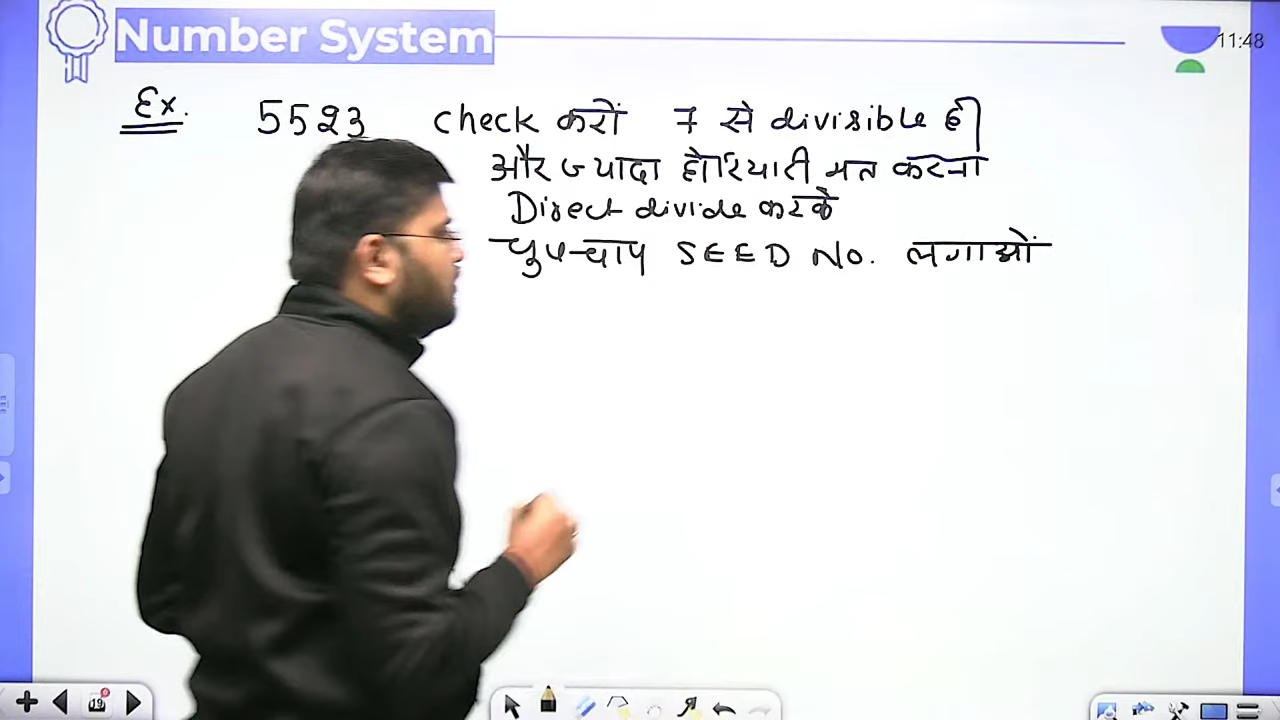 Number System
11:48
Ex. 5523 check करों 7 से divisible है।
और ज्यादा होशियारी मत करना
Direct divide करके
चुपचाप SEED No. लगाओं
19